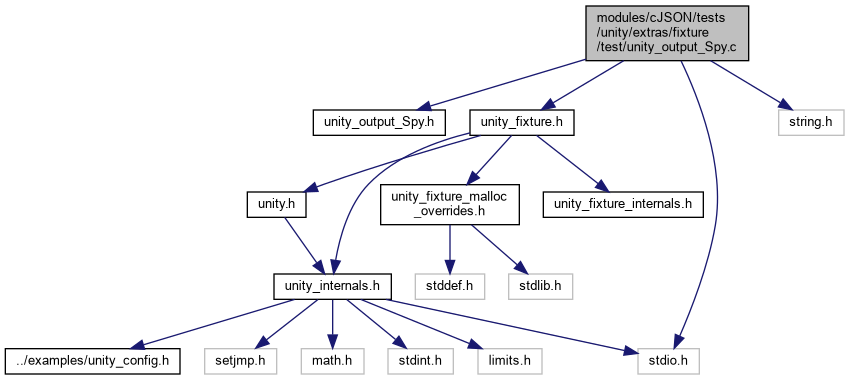 modules/cJSON/tests
/unity/extras/fixture
/test/unity_output_Spy.c
unity_output_Spy.h
unity_fixture.h
string.h
unity.h
unity_fixture_malloc
_overrides.h
unity_fixture_internals.h
unity_internals.h
stddef.h
stdlib.h
../examples/unity_config.h
setjmp.h
math.h
stdint.h
limits.h
stdio.h